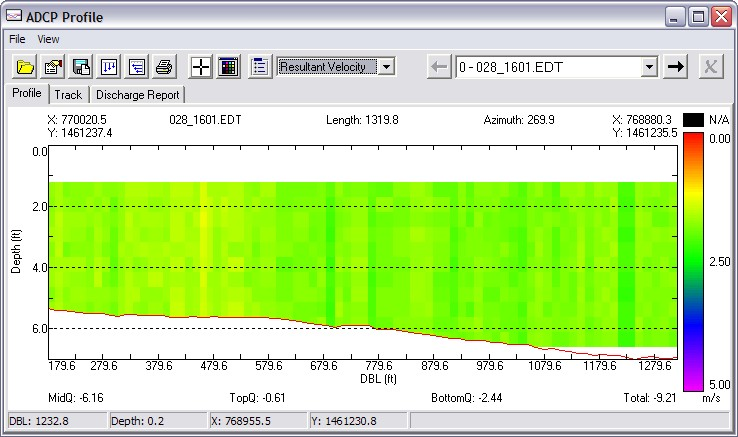 ADCP Profile
File View
Resultant Velocity 0 - 028_1601.EDT
Profile Track Discharge Report
X: 770020.5 028_1601.EDT Length: 1319.8 Azimuth: 269.9 X: 768880.3 N/A
Y: 1461237.4 Y: 1461235.5
0.00
0.0
2.0
2.50
4.0
Depth (ft)
6.0
5.00
179.6 279.6 379.6 479.6 579.6 679.6 779.6 879.6 979.6 1079.6 1179.6 1279.6
DBL (ft)
MidQ: -6.16 TopQ: -0.61 BottomQ: -2.44 Total: -9.21 m/s
DBL: 1232.8 Depth: 0.2 X: 768955.5 Y: 1461230.8